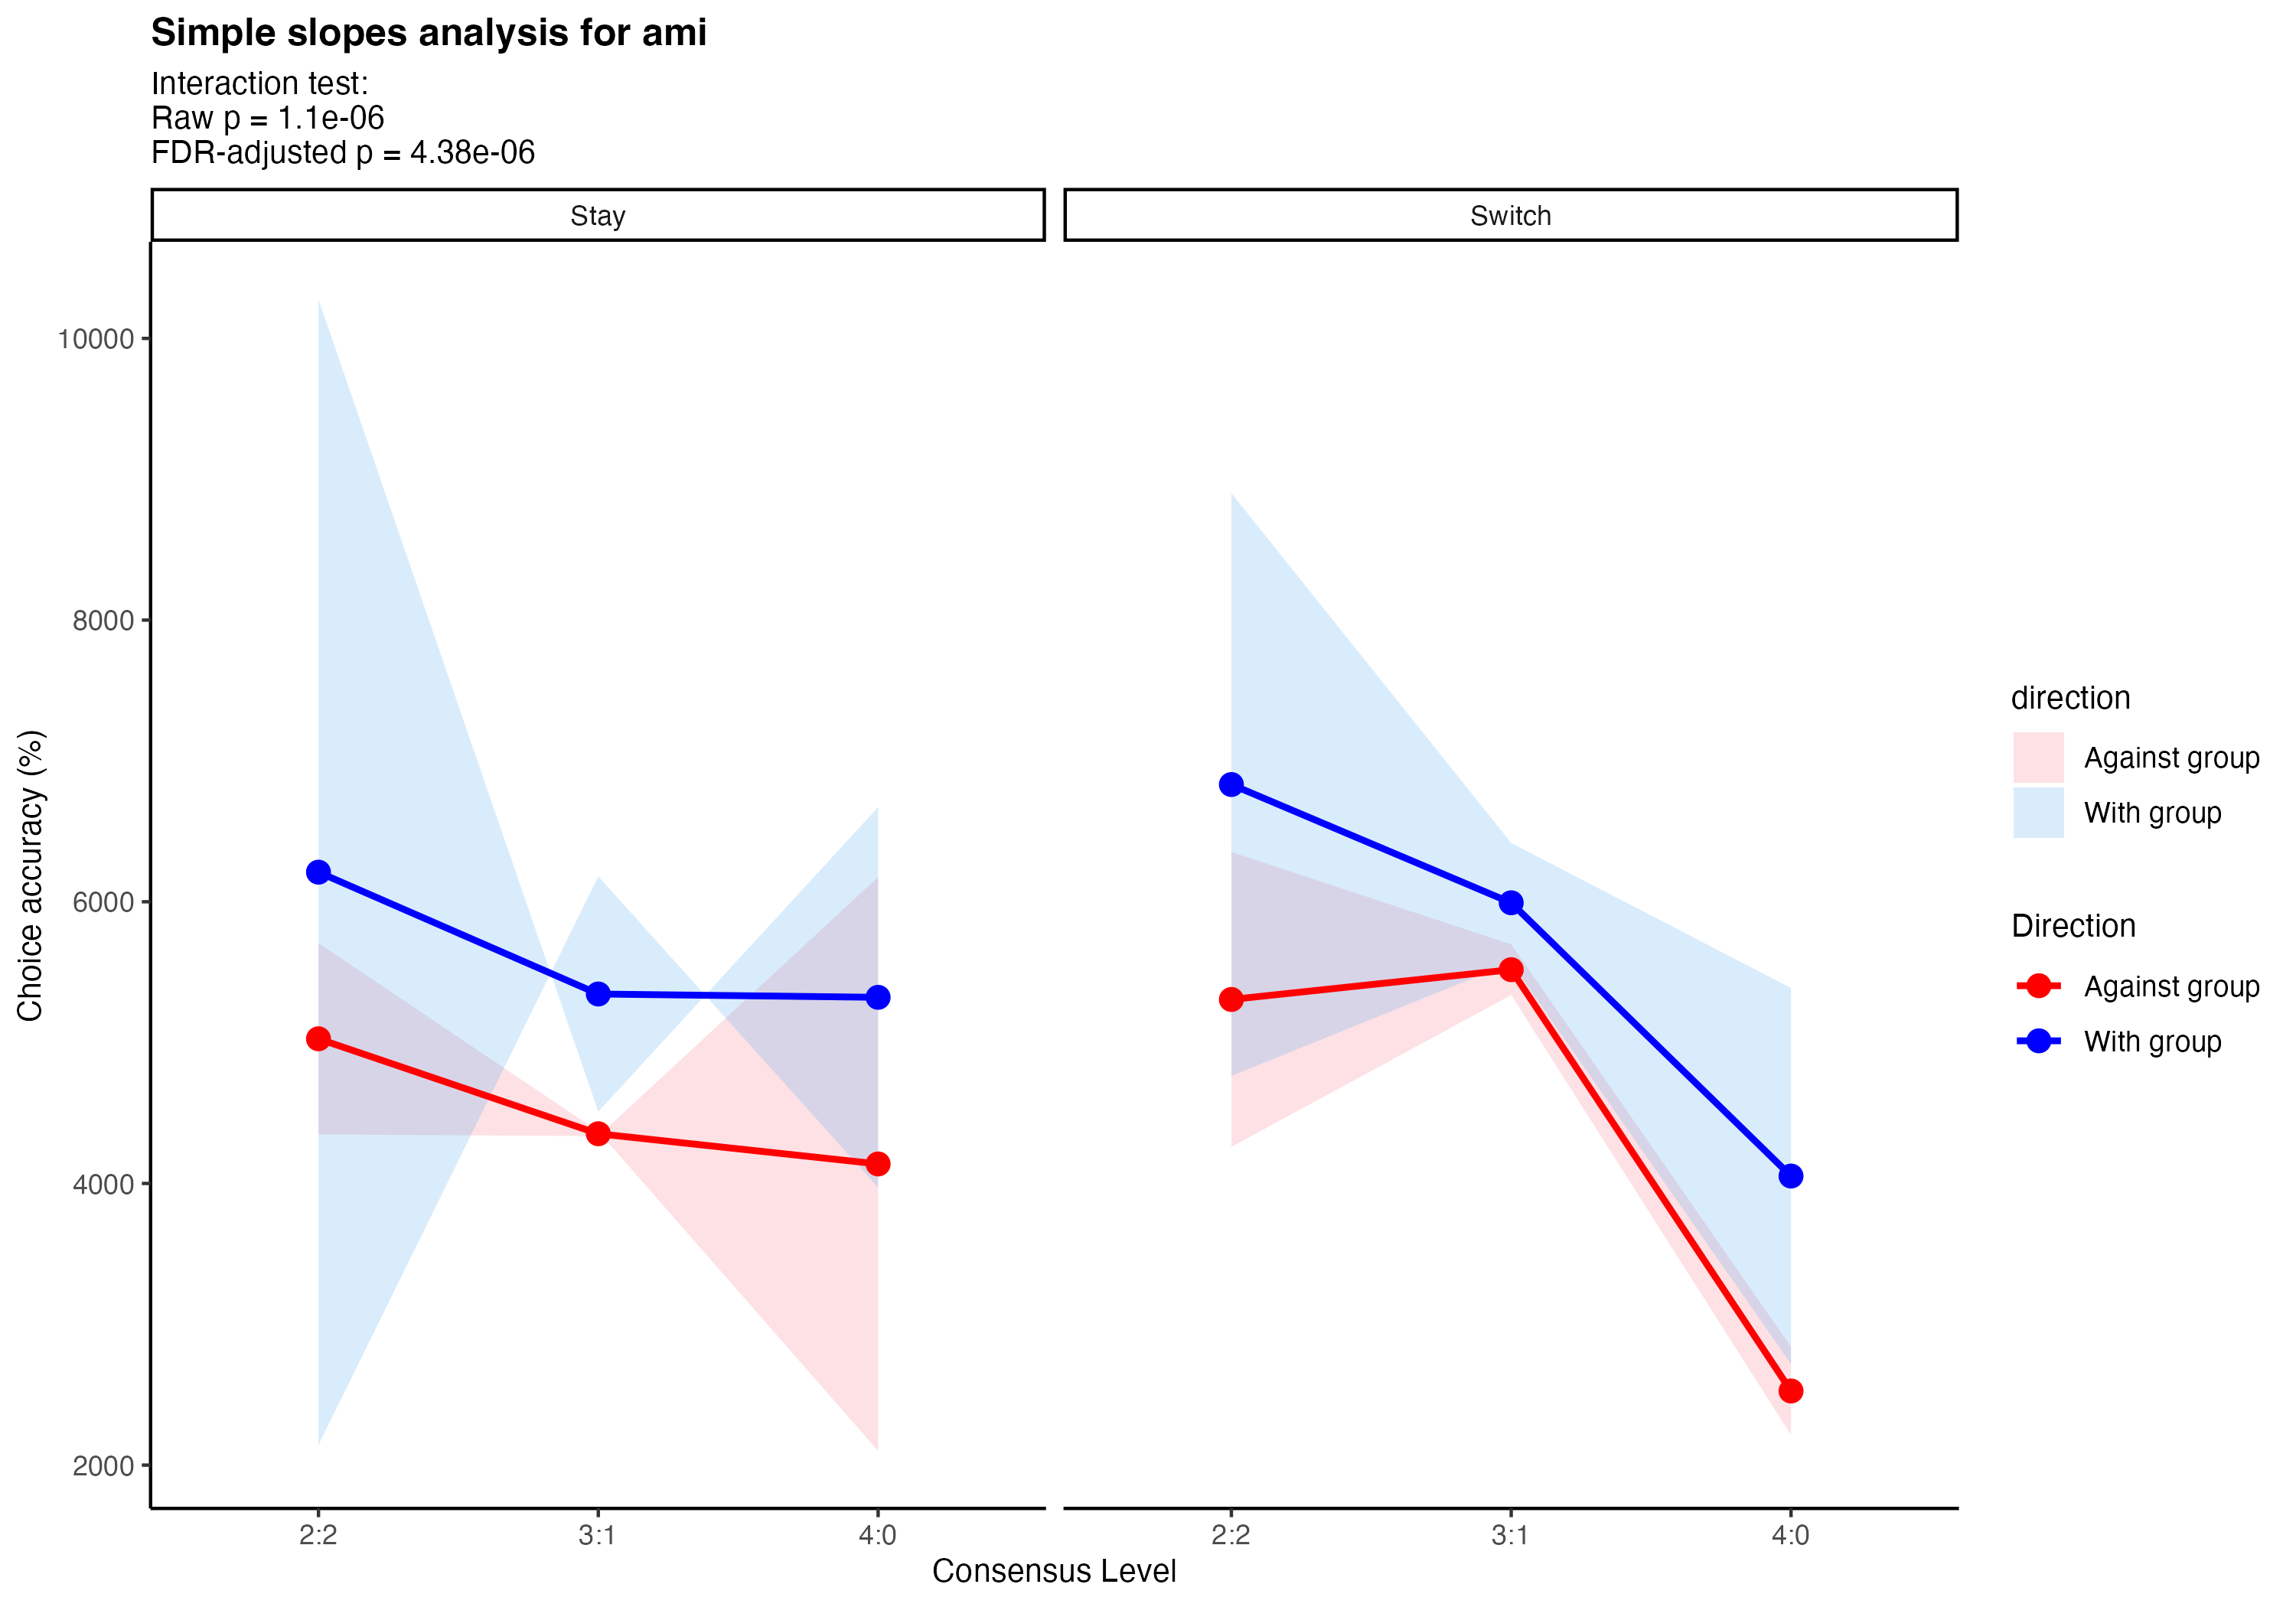 Simple slopes analysis for ami
Interaction test:
Raw p = 1.1e-06
FDR-adjusted p = 4.38e-06
Stay
Switch
10000
8000
6000
4000
2000
Choice accuracy (%)
2:2
3:1
4:0
2:2
3:1
4:0
Consensus Level
direction
Against group
With group
Direction
Against group
With group